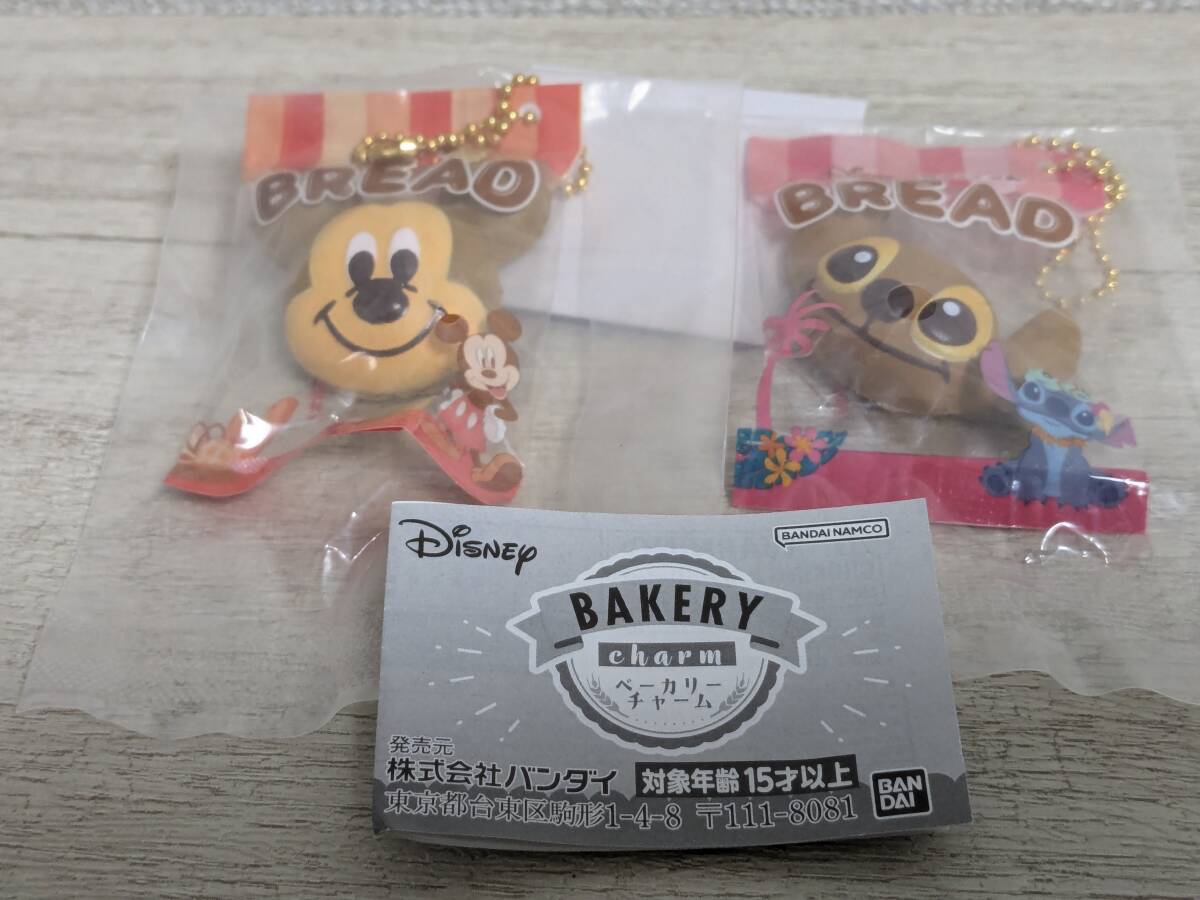 BREAD
BREAD
Disney
BANDAI NAMCO
BAKERY
charm
ベーカリー
チャーム
発売元
株式会社バンダイ 対象年齢15才以上
東京都台東区駒形1-4-8 〒111-8081
BAN
DAI